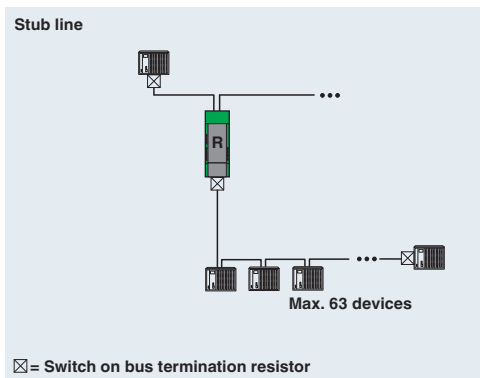 Stub line
R
Max. 63 devices
= Switch on bus termination resistor